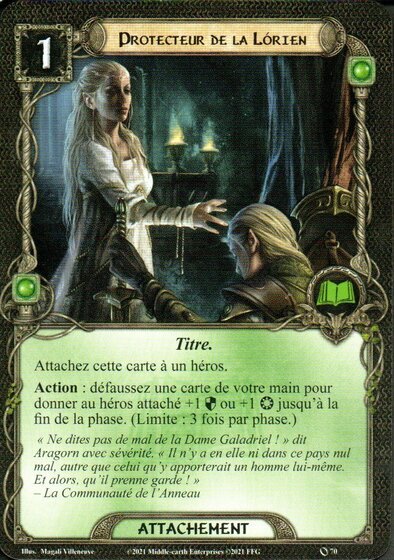 1
Protecteur de la Lórien
Titre.
Attachez cette carte à un héros.
Action : défaussez une carte de votre main pour
donner au héros attaché +1 ou +1 jusqu'à la
fin de la phase. (Limite : 3 fois par phase.)
« Ne dites pas de mal de la Dame Galadriel ! » dit
Aragorn avec sévérité. « Il n'y a en elle ni dans ce pays nul
mal, autre que celui qu'y apporterait un homme lui-même.
Et alors, qu'il prenne garde ! »
– La Communauté de l'Anneau
Attachement
Illus. Magali Villeneuve ©2021 Middle-earth Enterprises ©2021 FFG 70